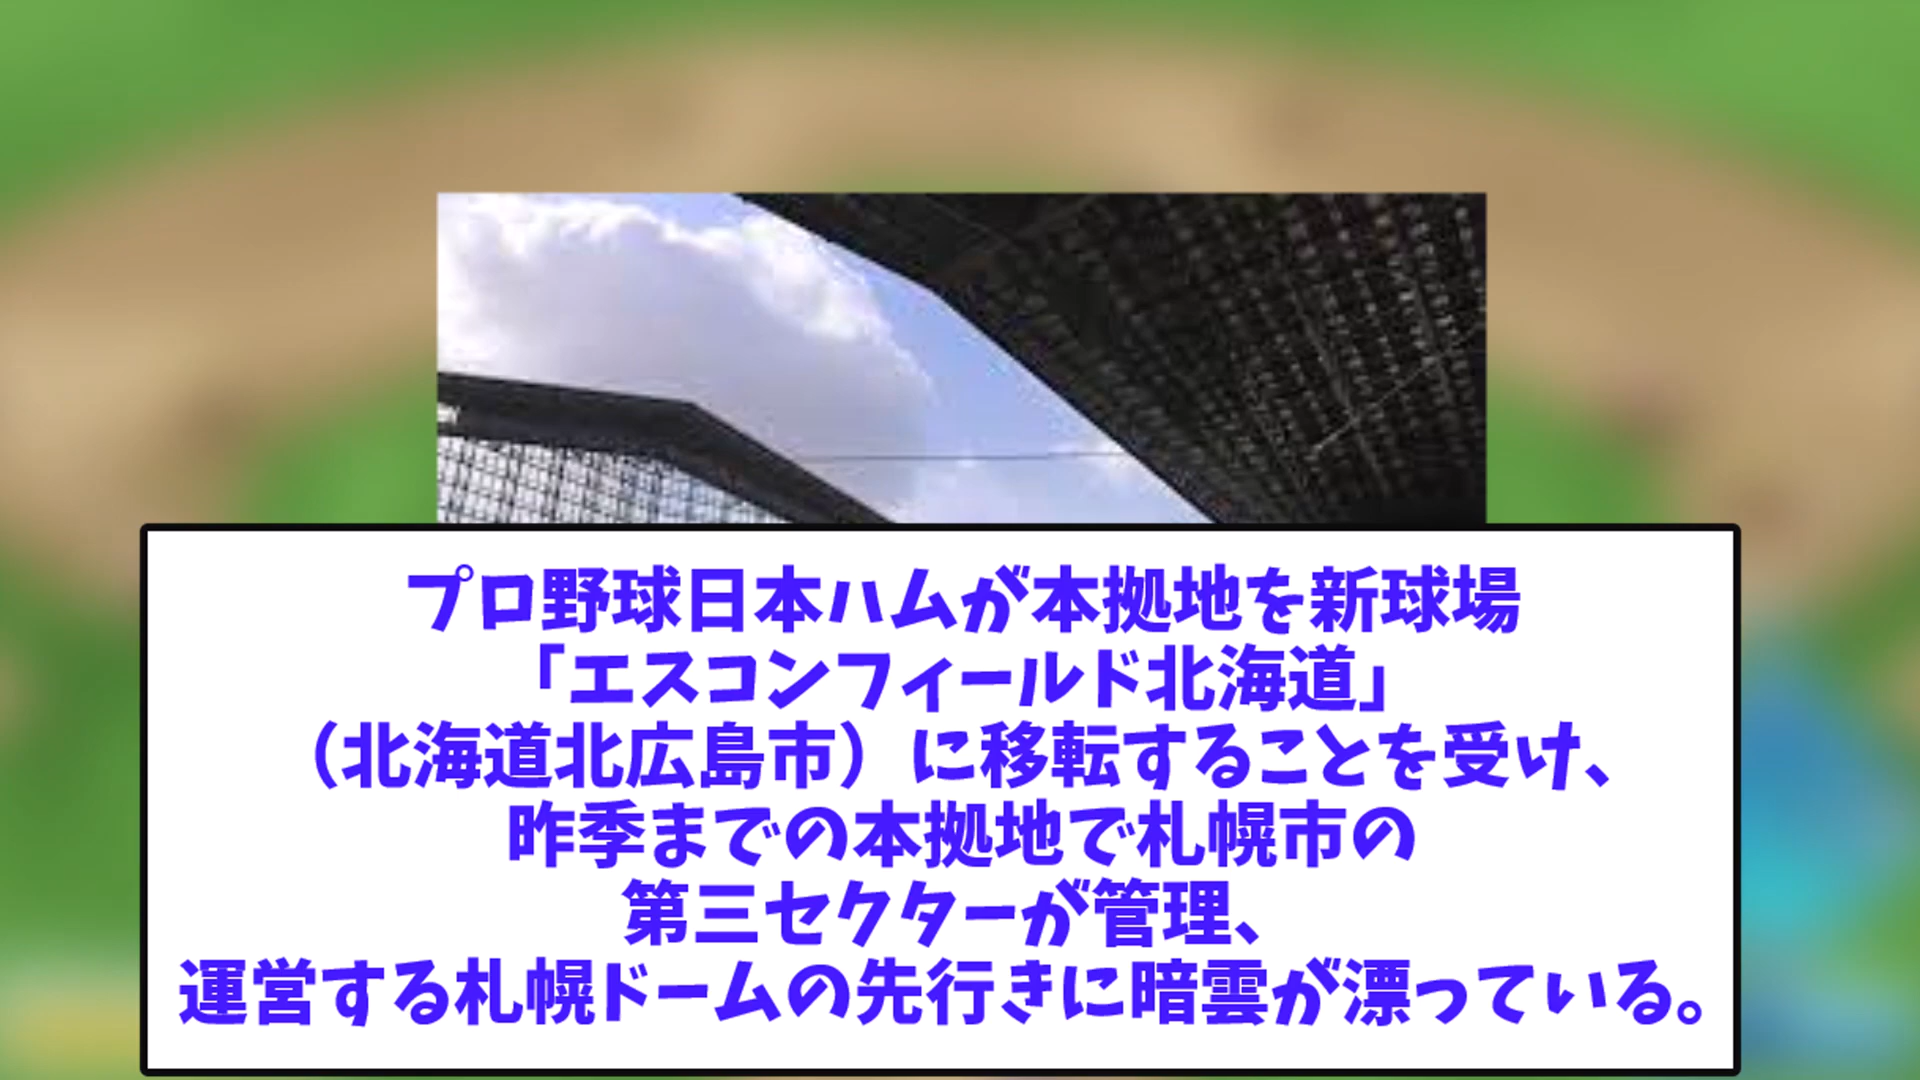 プロ野球日本ハムが本拠地を新球場
「エスコンフィールド北海道」
（北海道北広島市）に移転することを受け、
昨季までの本拠地で札幌市の
第三セクターが管理、
運営する札幌ドームの先行きに暗雲が漂っている。